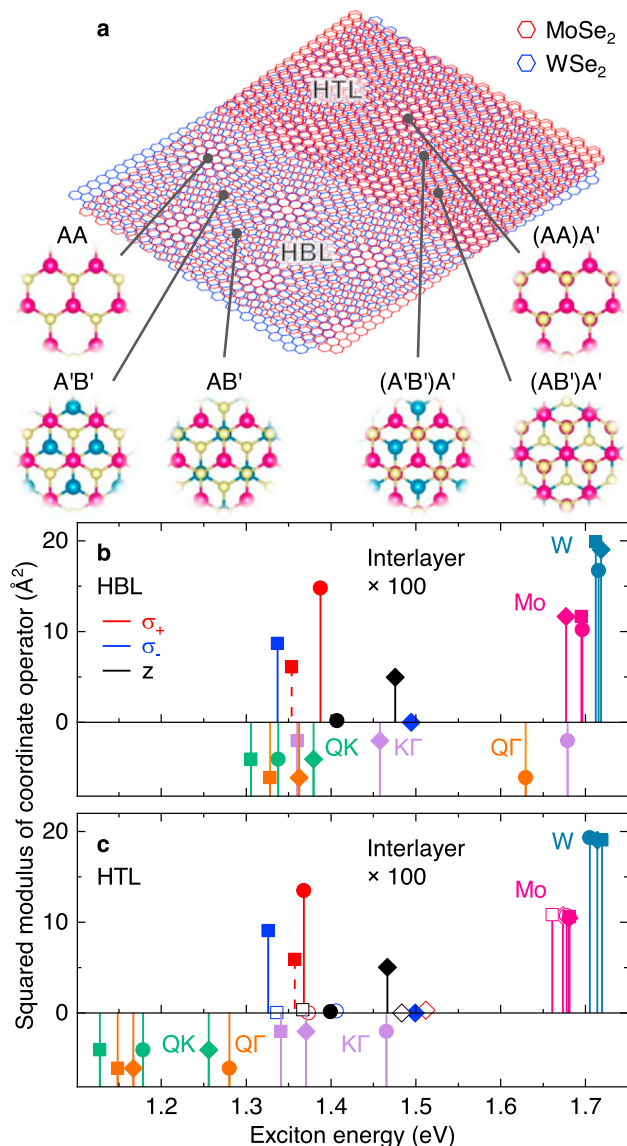 a
MoSe₂
WSe₂
HTL
HBL
AA
(AA)A'
A'B'
AB'
(A'B')A'
(AB')A'
Squared modulus of coordinate operator (Å²)
20
10
0
b
HBL
Interlayer
× 100
W
Mo
σ₊
σ₋
z
QK
KΓ
QΓ
20
10
0
c
HTL
Interlayer
× 100
W
Mo
QK
QΓ
KΓ
1.2
1.3
1.4
1.5
1.6
1.7
Exciton energy (eV)